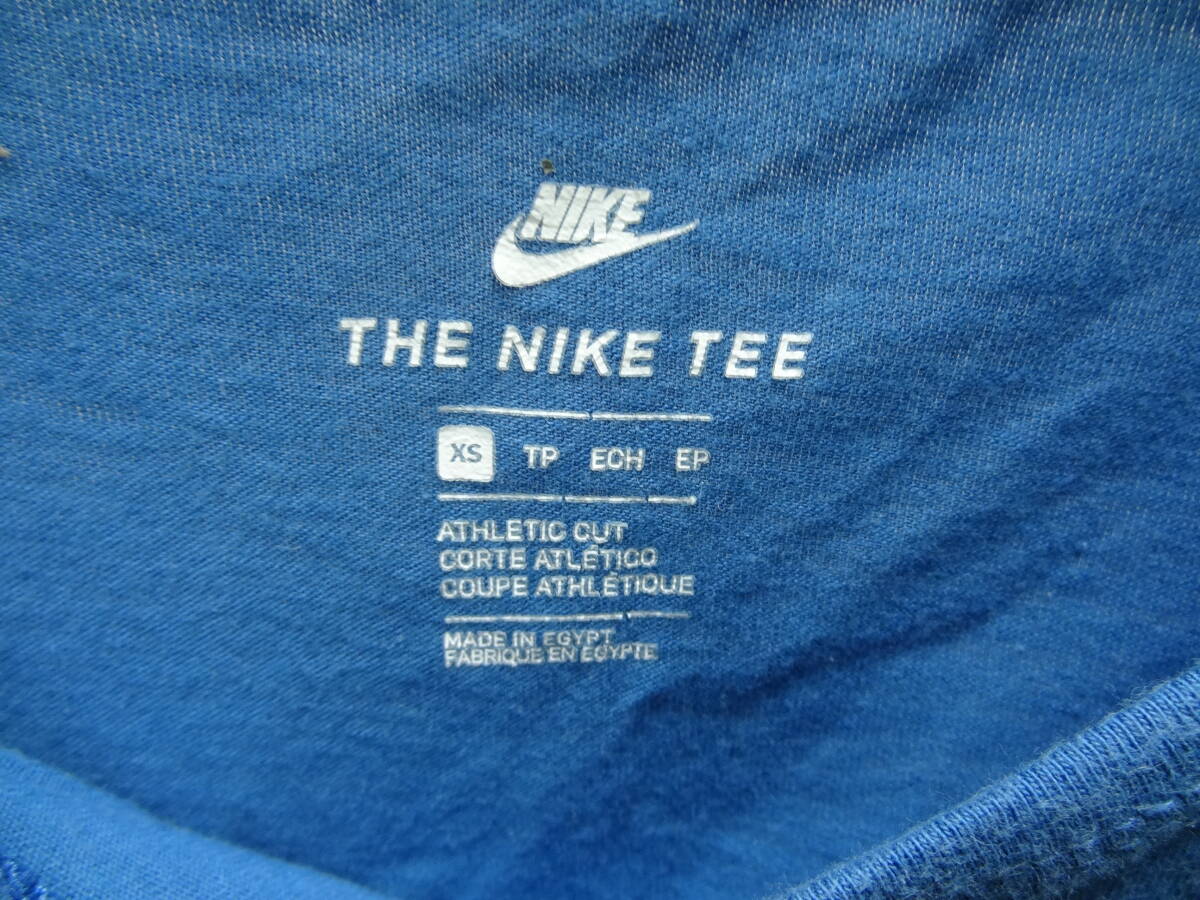 NIKE
THE NIKE TEE
XS TP ECH EP
ATHLETIC CUT
CORTE ATLÉTICO
COUPE ATHLÉTIQUE
MADE IN EGYPT
FABRIQUE EN EGYPTE